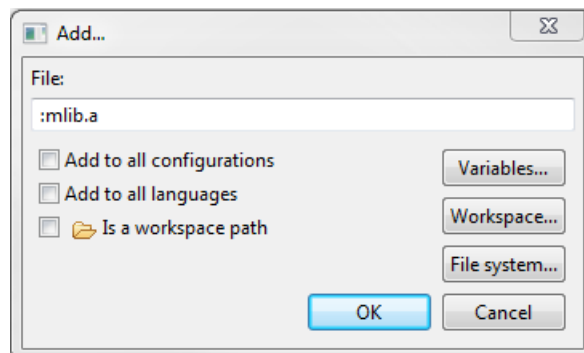 Add...
File:
:mlib.a
Add to all configurations
Variables...
Add to all languages
Workspace...
Is a workspace path
File system...
OK
Cancel